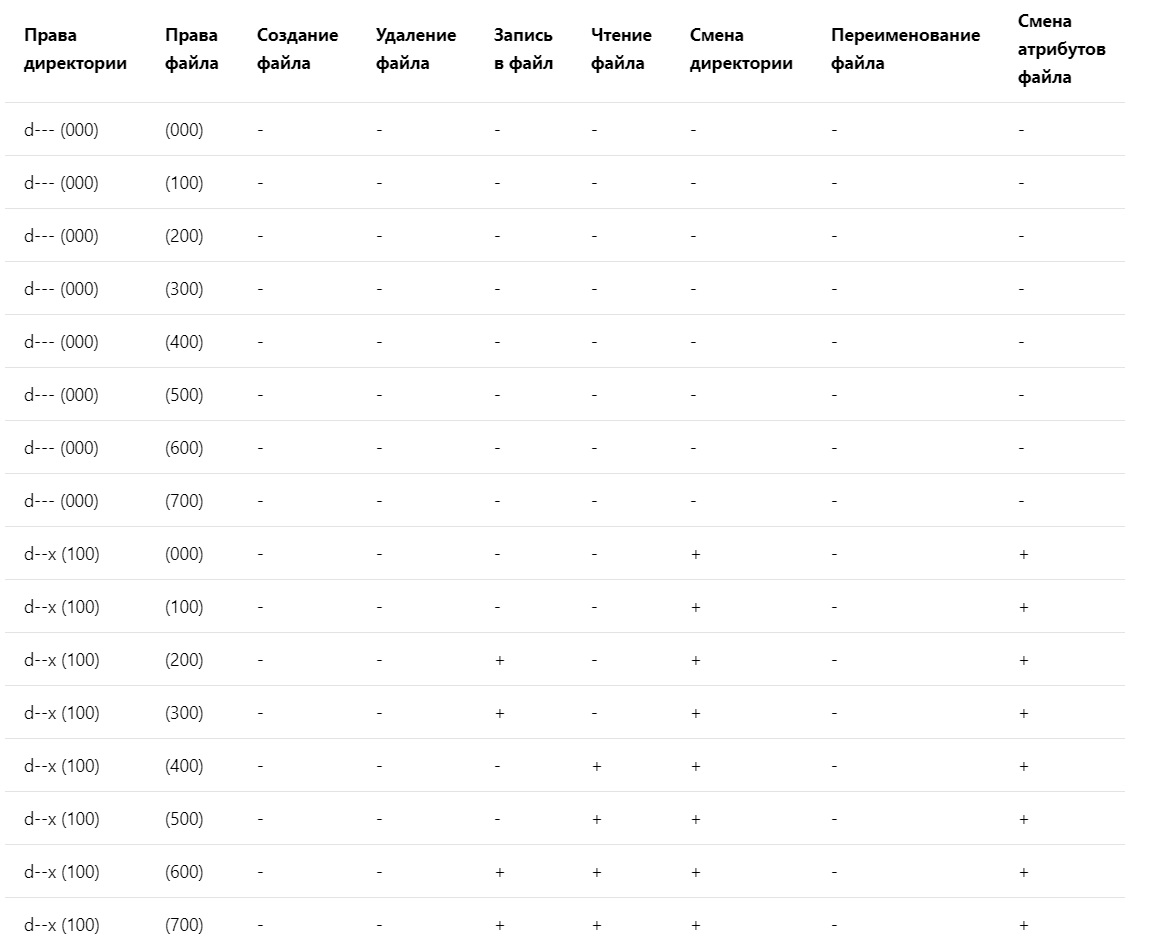 Права директории | Права файла | Создание файла | Удаление файла | Запись в файл | Чтение файла | Смена директории | Переименование файла | Смена атрибутов файла
d--- (000) (000) - - - - - - -
d--- (000) (100) - - - - - - -
d--- (000) (200) - - - - - - -
d--- (000) (300) - - - - - - -
d--- (000) (400) - - - - - - -
d--- (000) (500) - - - - - - -
d--- (000) (600) - - - - - - -
d--- (000) (700) - - - - - - -
d--x (100) (000) - - - - + - +
d--x (100) (100) - - - - + - +
d--x (100) (200) - - + - + - +
d--x (100) (300) - - + - + - +
d--x (100) (400) - - - + + - +
d--x (100) (500) - - - + + - +
d--x (100) (600) - - + + + - +
d--x (100) (700) - - + + + - +